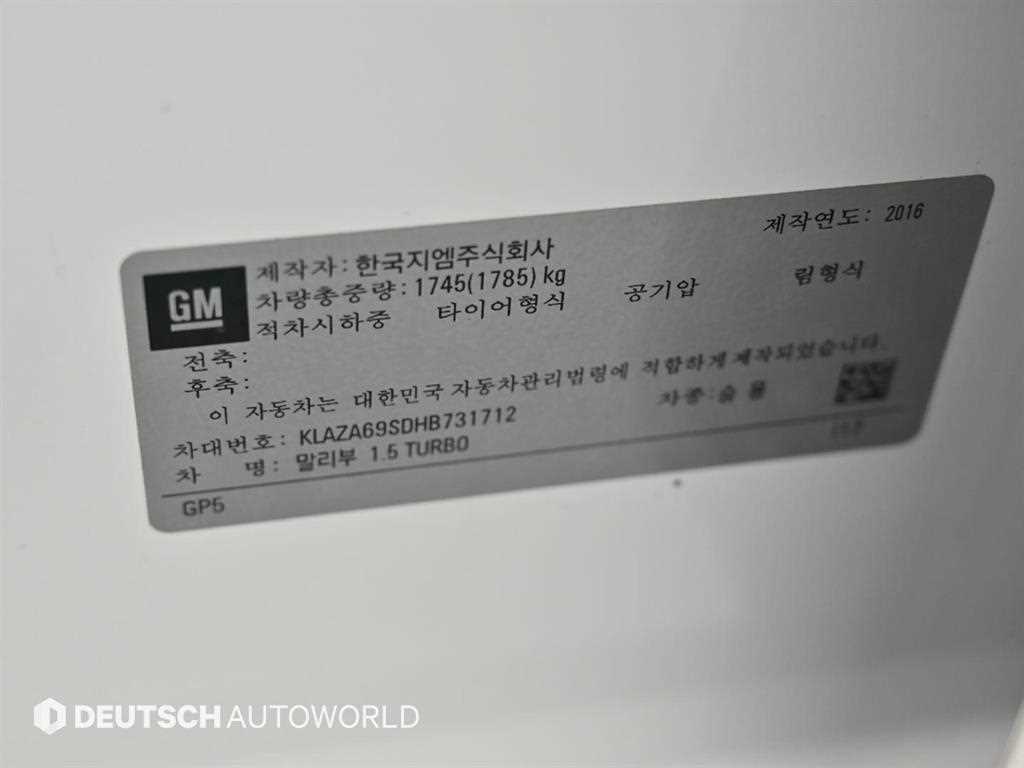 제작연도: 2016
GM
제작자: 한국지엠주식회사
차량총중량: 1745(1785) kg
적차시하중 타이어형식 공기압 림형식
전축:
후축:
이 자동차는 대한민국 자동차관리법령에 적합하게 제작되었습니다.
차대번호: KLAZA69SDHB731712 차종: 승용
차 명: 말리부 1.5 TURBO
GP5
DEUTSCH AUTOWORLD